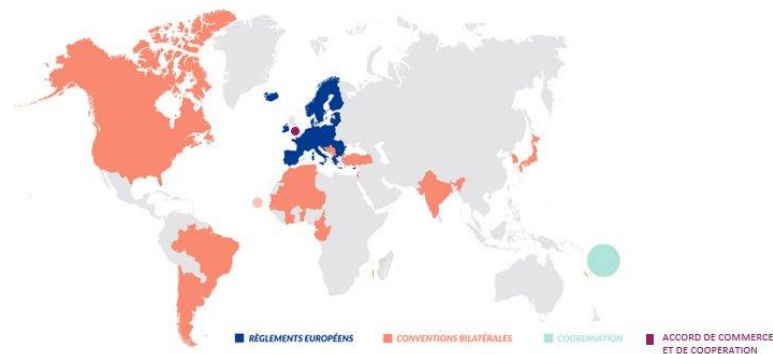 RÈGLEMENTS EUROPÉENS
CONVENTIONS BILATÉRALES
COORDINATION
ACCORD DE COMMERCE
ET DE COOPERATION